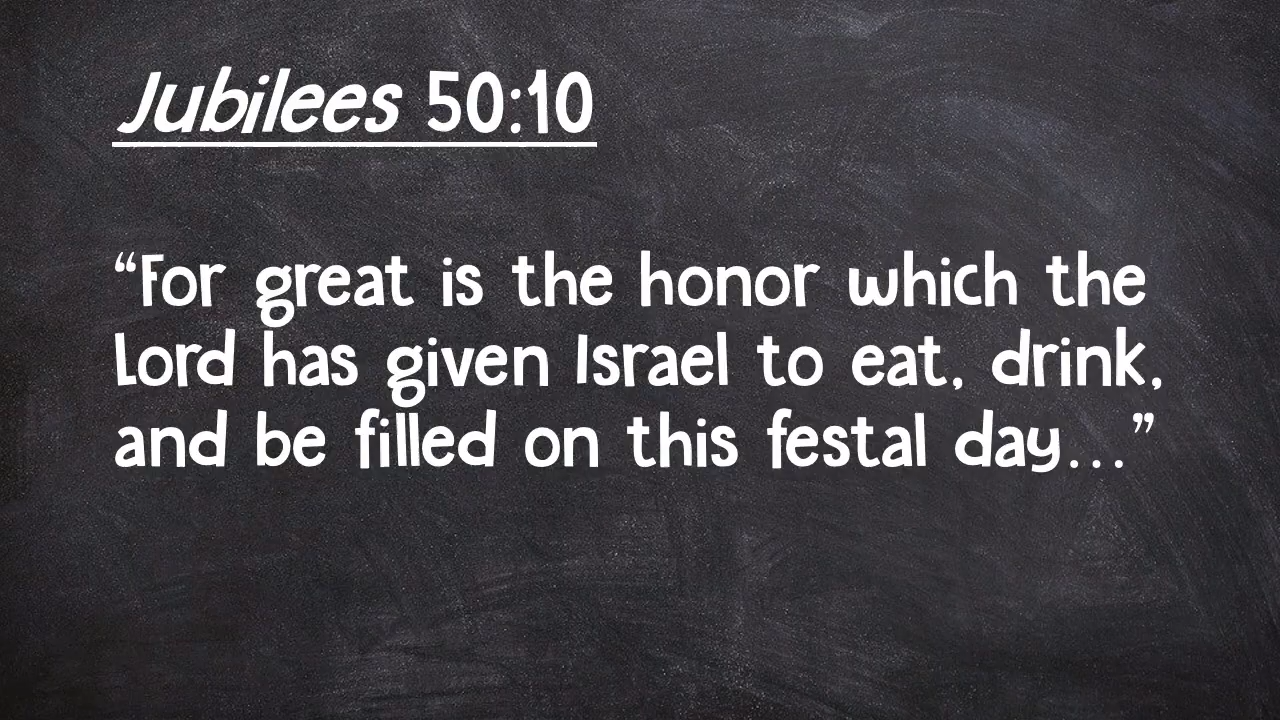 Jubilees 50:10
“For great is the honor which the
Lord has given Israel to eat, drink,
and be filled on this festal day...”